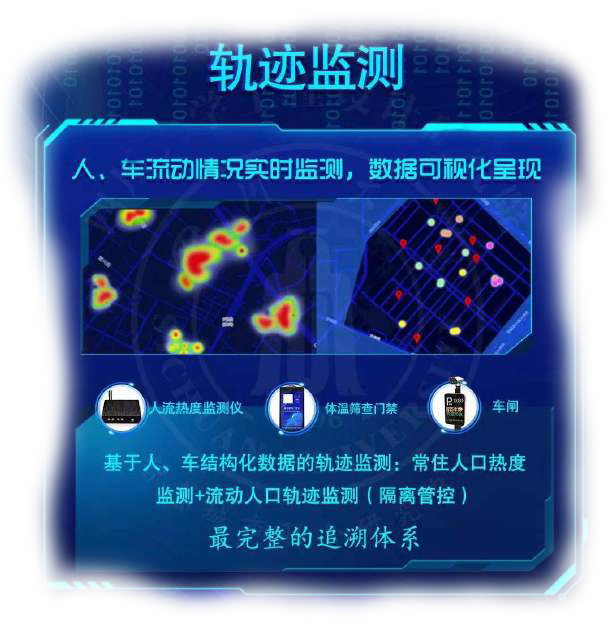 轨迹监测
人、车流动情况实时监测，数据可视化呈现
人流热度监测仪
体温筛查门禁
车闸
基于人、车结构化数据的轨迹监测：常住人口热度
监测+流动人口轨迹监测（隔离管控）
最完整的追溯体系